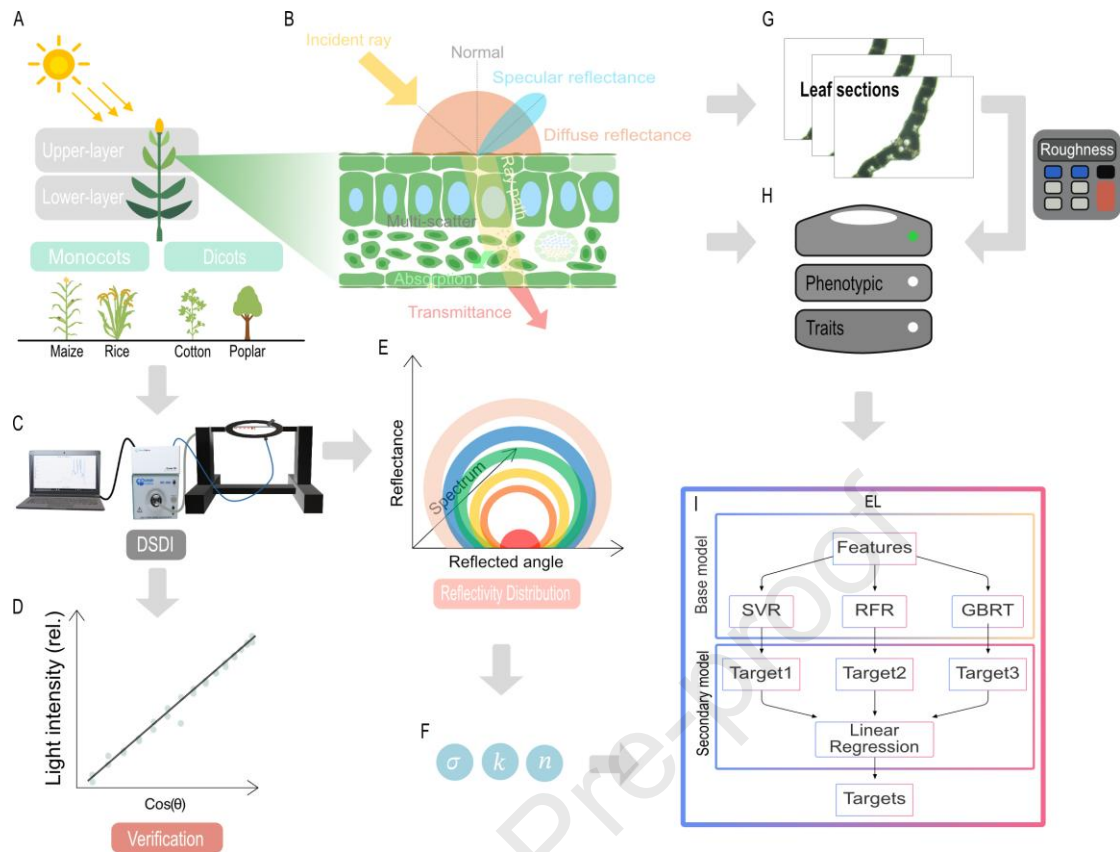 A
Upper-layer
Lower-layer
Monocots
Dicots
Maize
Rice
Cotton
Poplar
B
Incident ray
Normal
Specular reflectance
Diffuse reflectance
Ray path
Multi-scatter
Absorption
Transmittance
C
DSDI
D
Light intensity (rel.)
Cos(θ)
Verification
E
Reflectance
Spectrum
Reflected angle
Reflectivity Distribution
F
σ
k
n
G
Leaf sections
Roughness
H
Phenotypic
Traits
I
EL
Base model
Features
SVR
RFR
GBRT
Secondary model
Target1
Target2
Target3
Linear
Regression
Targets
Pre-proof